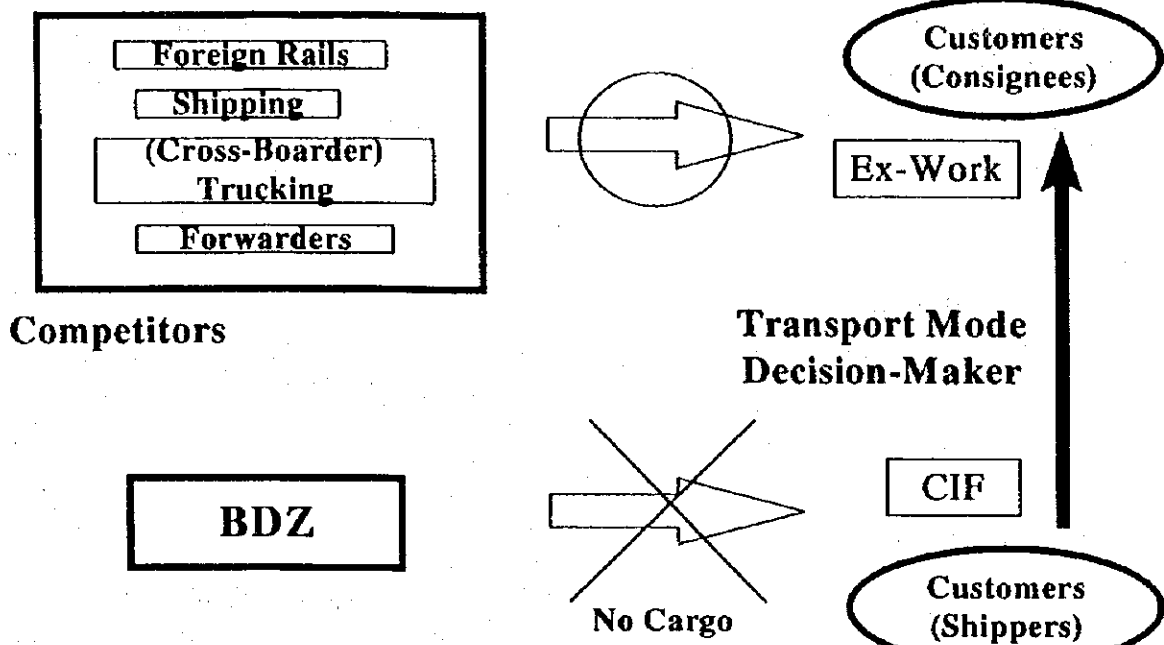 Foreign Rails
Shipping
(Cross-Boarder)
Trucking
Forwarders
Competitors
Customers
(Consignees)
Ex-Work
Transport Mode
Decision-Maker
BDZ
No Cargo
CIF
Customers
(Shippers)